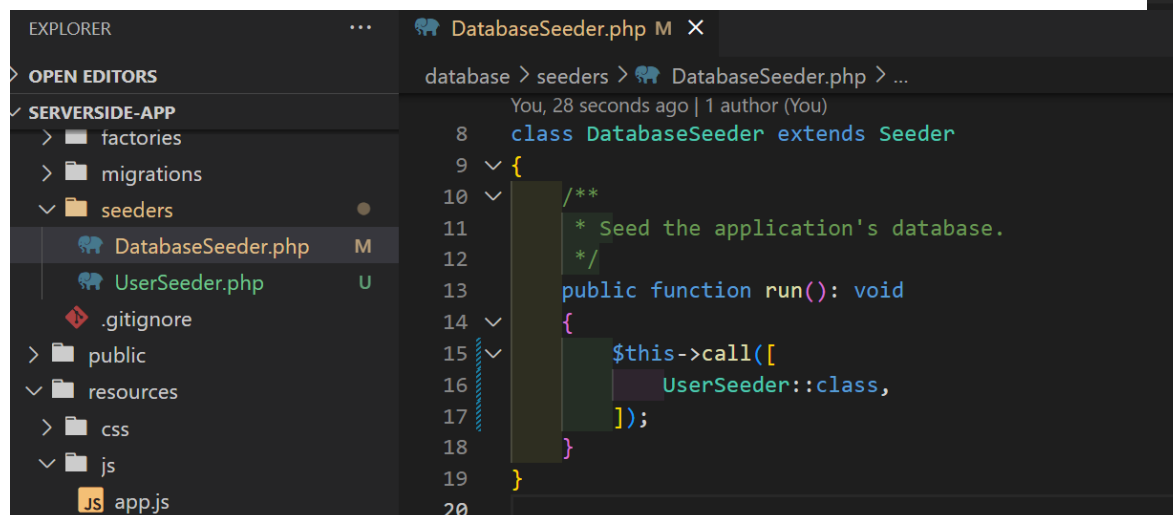 EXPLORER ...
OPEN EDITORS
SERVERSIDE-APP
factories
migrations
seeders
DatabaseSeeder.php M
UserSeeder.php U
.gitignore
public
resources
css
js
JS app.js
DatabaseSeeder.php M ×
database > seeders > DatabaseSeeder.php > ...
You, 28 seconds ago | 1 author (You)
8 class DatabaseSeeder extends Seeder
9 {
10 /**
11 * Seed the application's database.
12 */
13 public function run(): void
14 {
15 $this->call([
16 UserSeeder::class,
17 ]);
18 }
19 }
20